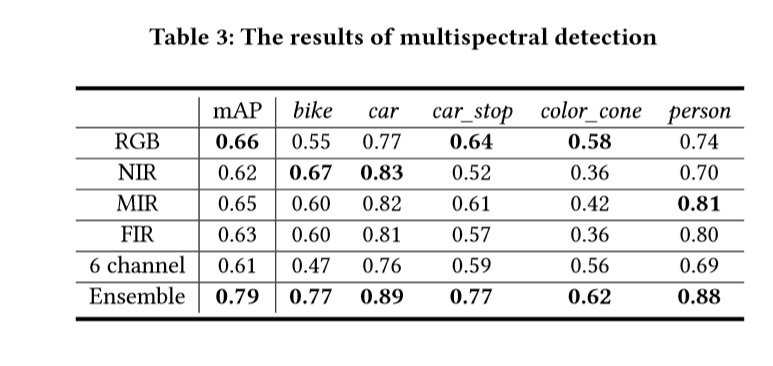 Table 3: The results of multispectral detection
mAP bike car car_stop color_cone person
RGB 0.66 0.55 0.77 0.64 0.58 0.74
NIR 0.62 0.67 0.83 0.52 0.36 0.70
MIR 0.65 0.60 0.82 0.61 0.42 0.81
FIR 0.63 0.60 0.81 0.57 0.36 0.80
6 channel 0.61 0.47 0.76 0.59 0.56 0.69
Ensemble 0.79 0.77 0.89 0.77 0.62 0.88